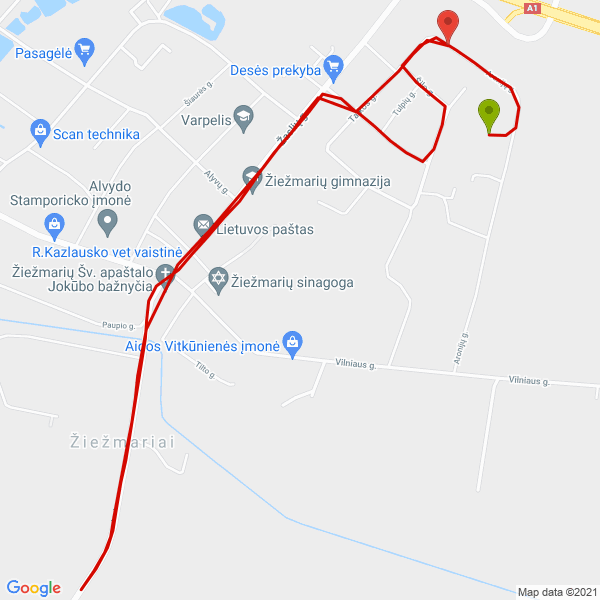 A1
Pasagėlė
Desės prekyba
Šiaurės g.
Varpelis
Scan technika
Tulpių g.
Alyvų g.
Žiežmarių gimnazija
Alvydo
Stamporicko įmonė
Lietuvos paštas
R.Kazlausko vet vaistinė
Žiežmarių Šv. apaštalo
Jokūbo bažnyčia
Žiežmarių sinagoga
Paupio g.
Aidos Vitkūnienės įmonė
Aronijų g.
Vilniaus g.
Tilto g.
Vilniaus g.
Žiežmariai
Google
Map data ©2021